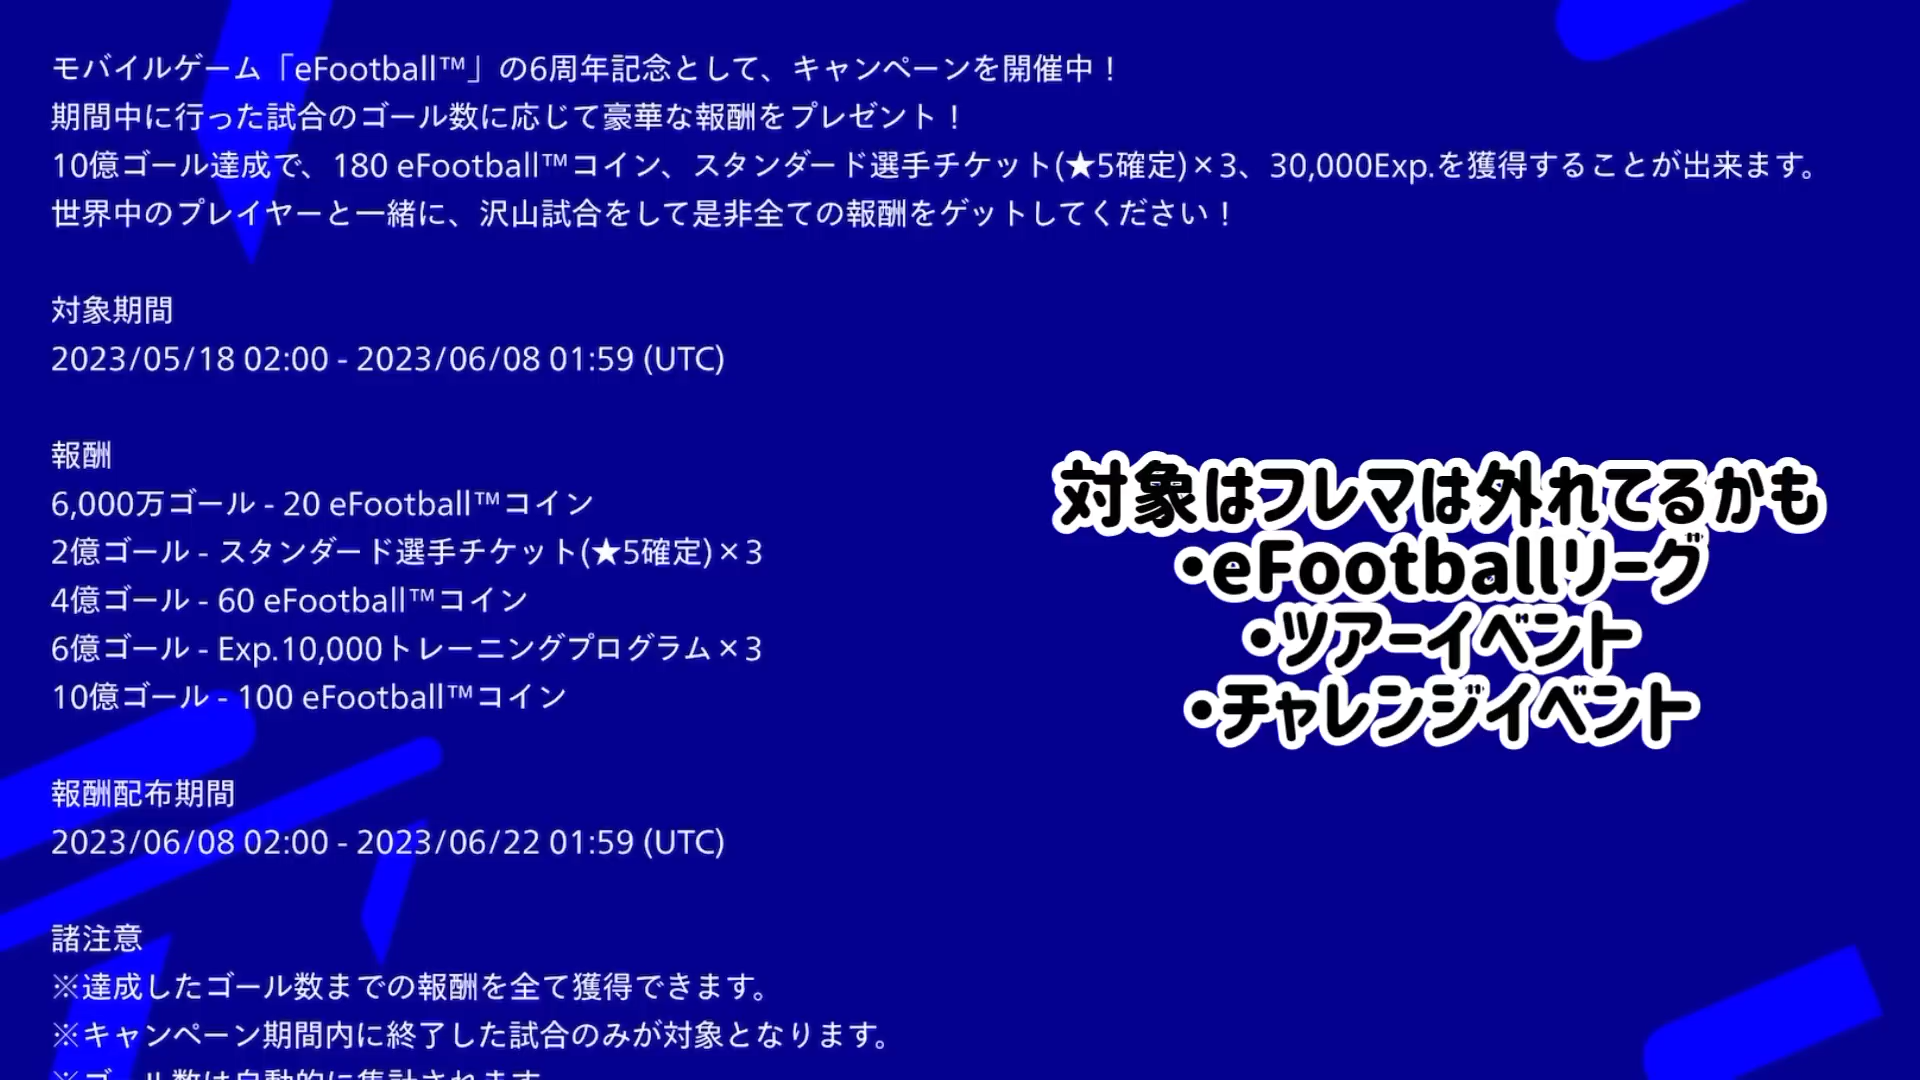 モバイルゲーム「eFootball™」の6周年記念として、キャンペーンを開催中！
期間中に行った試合のゴール数に応じて豪華な報酬をプレゼント！
10億ゴール達成で、180 eFootball™コイン、スタンダード選手チケット(★5確定)×3、30,000Exp.を獲得することが出来ます。
世界中のプレイヤーと一緒に、沢山試合をして是非全ての報酬をゲットしてください！
対象期間
2023/05/18 02:00 - 2023/06/08 01:59 (UTC)
報酬
6,000万ゴール - 20 eFootball™コイン
2億ゴール - スタンダード選手チケット(★5確定)×3
4億ゴール - 60 eFootball™コイン
6億ゴール - Exp.10,000トレーニングプログラム×3
10億ゴール - 100 eFootball™コイン
報酬配布期間
2023/06/08 02:00 - 2023/06/22 01:59 (UTC)
諸注意
※達成したゴール数までの報酬を全て獲得できます。
※キャンペーン期間内に終了した試合のみが対象となります。
※ゴール数は自動的に集計されます
対象はフレマは外れてるかも
・eFootballリーグ
・ツアーイベント
・チャレンジイベント